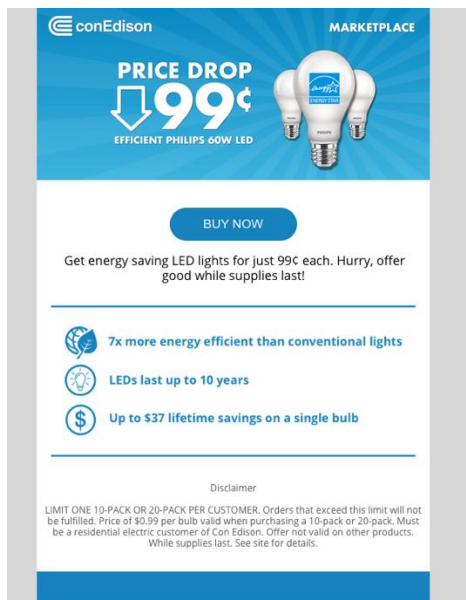 conEdison
MARKETPLACE
PRICE DROP
99¢
EFFICIENT PHILIPS 60W LED
ENERGY STAR
PHILIPS
BUY NOW
Get energy saving LED lights for just 99¢ each. Hurry, offer
good while supplies last!
7x more energy efficient than conventional lights
LEDs last up to 10 years
$
Up to $37 lifetime savings on a single bulb
Disclaimer
LIMIT ONE 10-PACK OR 20-PACK PER CUSTOMER. Orders that exceed this limit will not
be fulfilled. Price of $0.99 per bulb valid when purchasing a 10-pack or 20-pack. Must
be a residential electric customer of Con Edison. Offer not valid on other products.
While supplies last. See site for details.